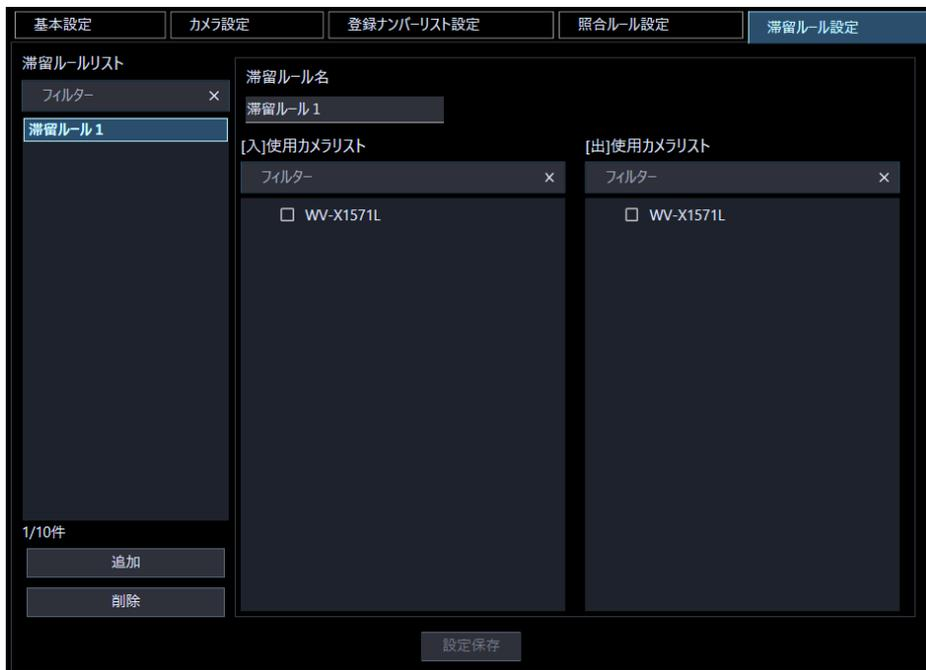 基本設定 カメラ設定 登録ナンバーリスト設定 照合ルール設定 滞留ルール設定
滞留ルールリスト
フィルター ×
滞留ルール 1
1/10件
追加
削除
滞留ルール名
滞留ルール 1
[入]使用カメラリスト
フィルター ×
WV-X1571L
[出]使用カメラリスト
フィルター ×
WV-X1571L
設定保存